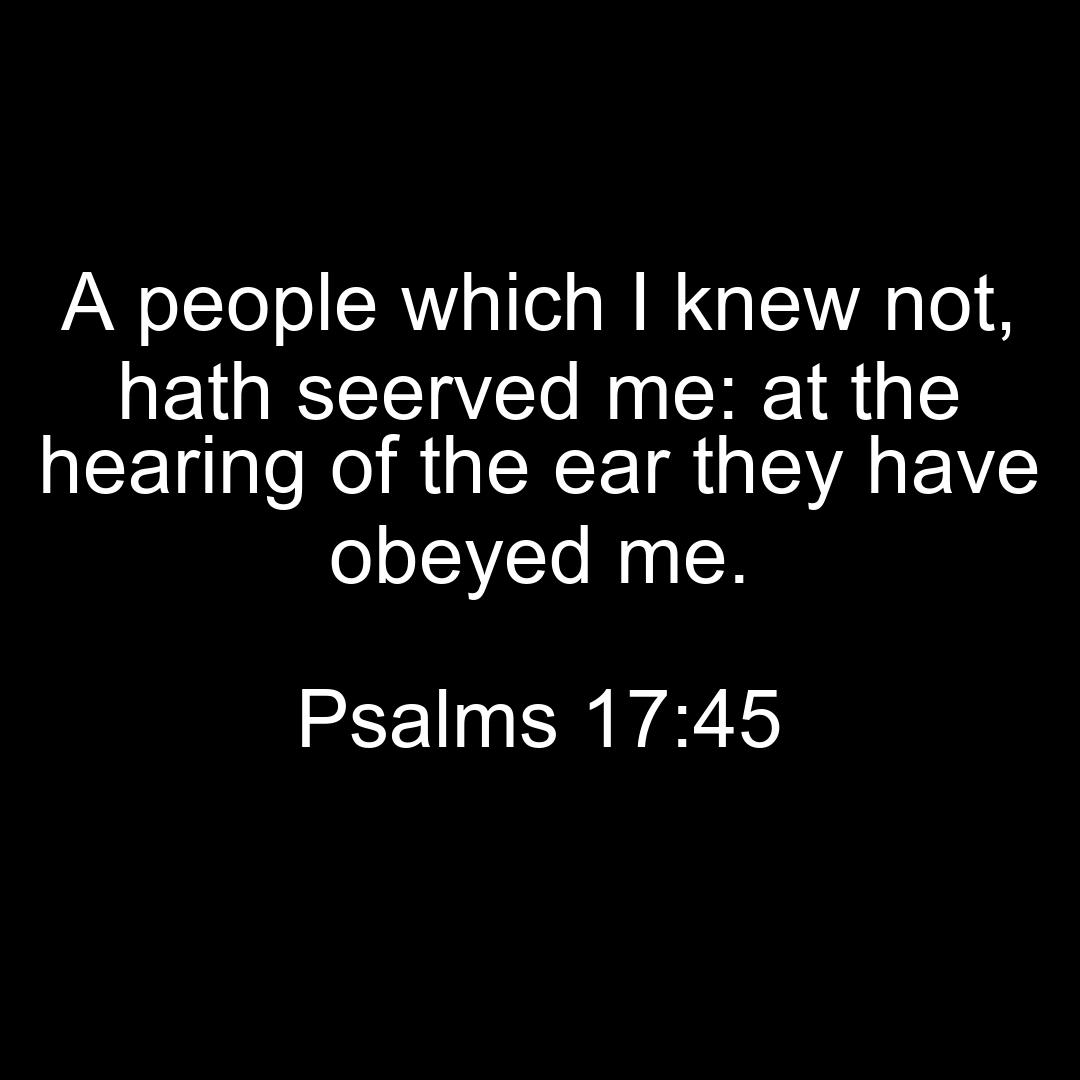 A people which I knew not,
hath seerved me: at the
hearing of the ear they have
obeyed me.
Psalms 17:45